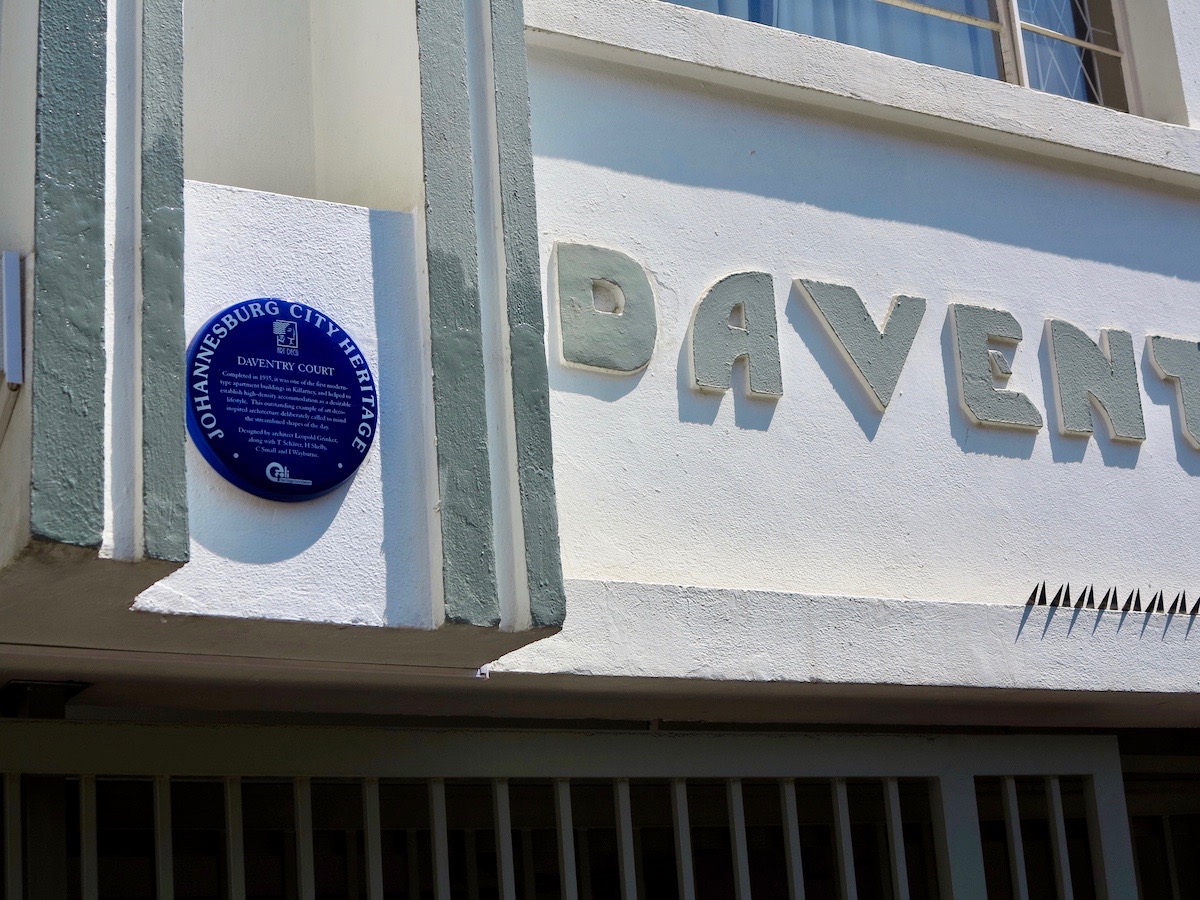 JOHANNESBURG CITY HERITAGE
ART DECO
DAVENTRY COURT
Completed in 1935, it was one of the first modern-
type apartment buildings in Killarney, and helped to
establish high-density accommodation as a desirable
lifestyle. This outstanding example of art deco-
inspired architecture deliberately called to mind
the streamlined shapes of the day.
Designed by architect Leopold Grinker,
along with T Schärer, H Skelly,
C Small and I Wayburne.
DAVENT